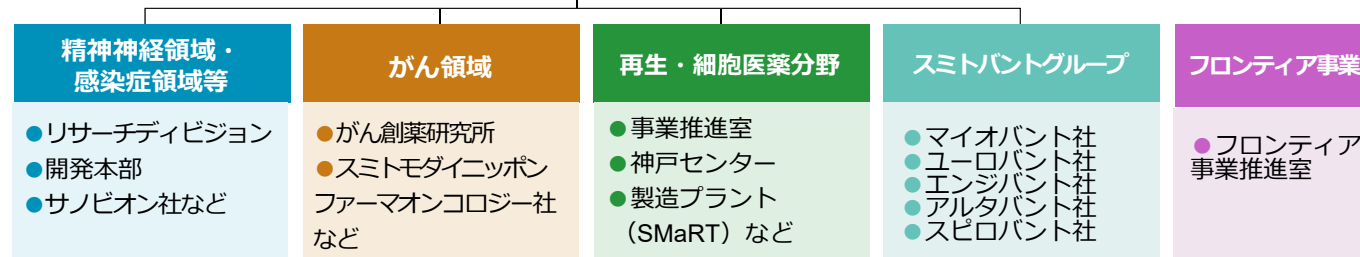 精神神経領域・
感染症領域等
●リサーチディビジョン
●開発本部
●サノビオン社など
がん領域
●がん創薬研究所
●スミトモダイニッポン
ファーマオンコロジー社
など
再生・細胞医薬分野
●事業推進室
●神戸センター
●製造プラント
（SMaRT）など
スミトバントグループ
●マイオバント社
●ユーロバント社
●エンジバント社
●アルタバント社
●スピロバント社
フロンティア事業
●フロンティア
事業推進室